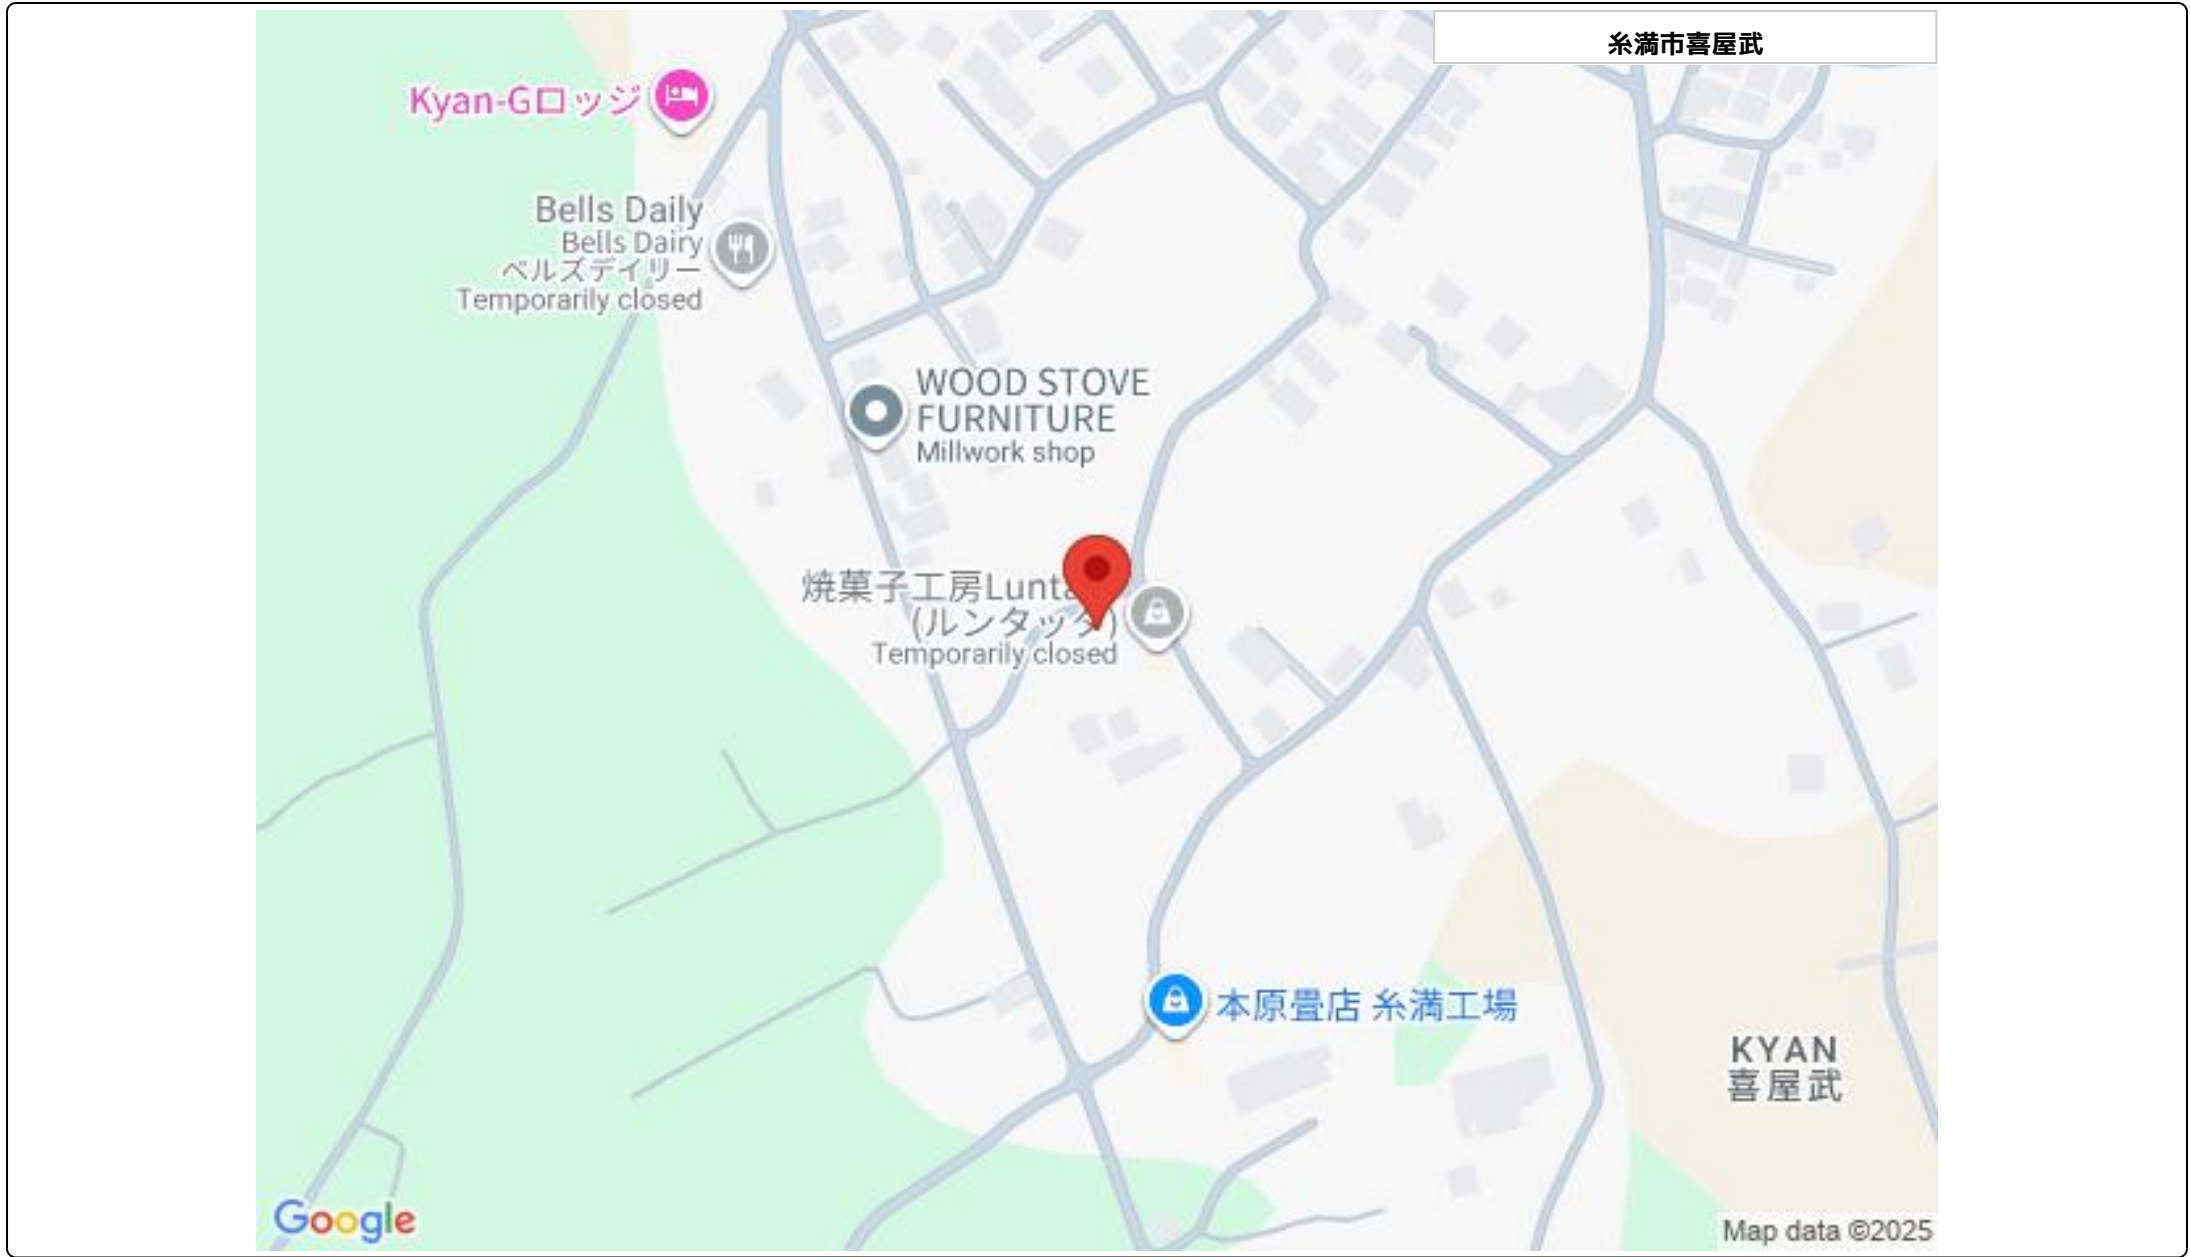 糸満市喜屋武
Kyan-Gロッジ
Bells Daily
Bells Dairy
ベルズデイリー
Temporarily closed
WOOD STOVE
FURNITURE
Millwork shop
焼菓子工房Lunt
(ルンタッタ)
Temporarily closed
本原畳店 糸満工場
KYAN
喜屋武
Google
Map data ©2025